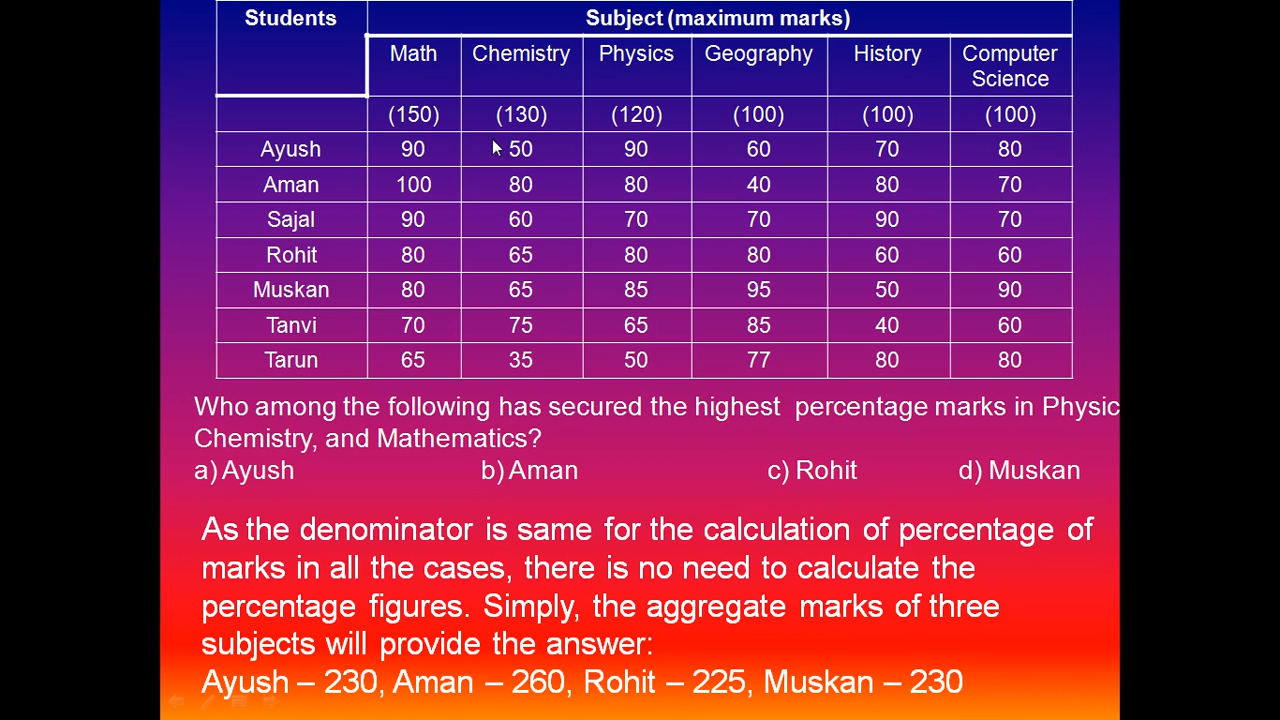 Students Subject (maximum marks)
Math Chemistry Physics Geography History Computer Science
(150) (130) (120) (100) (100) (100)
Ayush 90 50 90 60 70 80
Aman 100 80 80 40 80 70
Sajal 90 60 70 70 90 70
Rohit 80 65 80 80 60 60
Muskan 80 65 85 95 50 90
Tanvi 70 75 65 85 40 60
Tarun 65 35 50 77 80 80
Who among the following has secured the highest percentage marks in Physic
Chemistry, and Mathematics?
a) Ayush b) Aman c) Rohit d) Muskan
As the denominator is same for the calculation of percentage of
marks in all the cases, there is no need to calculate the
percentage figures. Simply, the aggregate marks of three
subjects will provide the answer:
Ayush – 230, Aman – 260, Rohit – 225, Muskan – 230